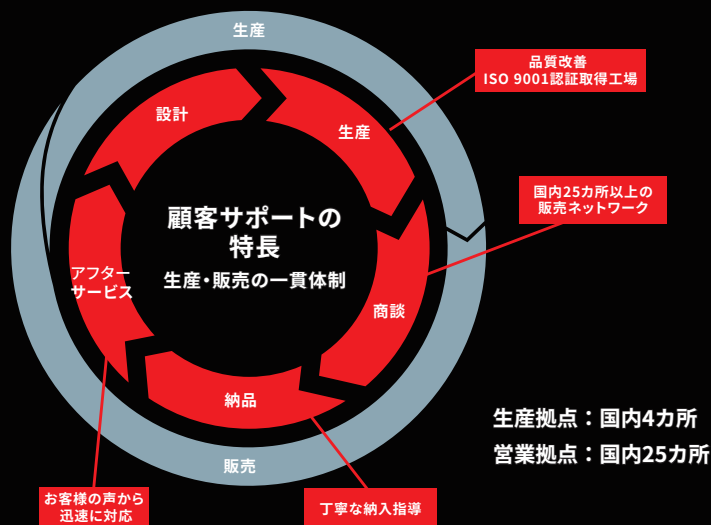 生産
品質改善
ISO 9001認証取得工場
設計
生産
国内25カ所以上の
販売ネットワーク
顧客サポートの
特長
生産・販売の一貫体制
アフター
サービス
商談
納品
生産拠点：国内4カ所
営業拠点：国内25カ所
販売
お客様の声から
迅速に対応
丁寧な納入指導